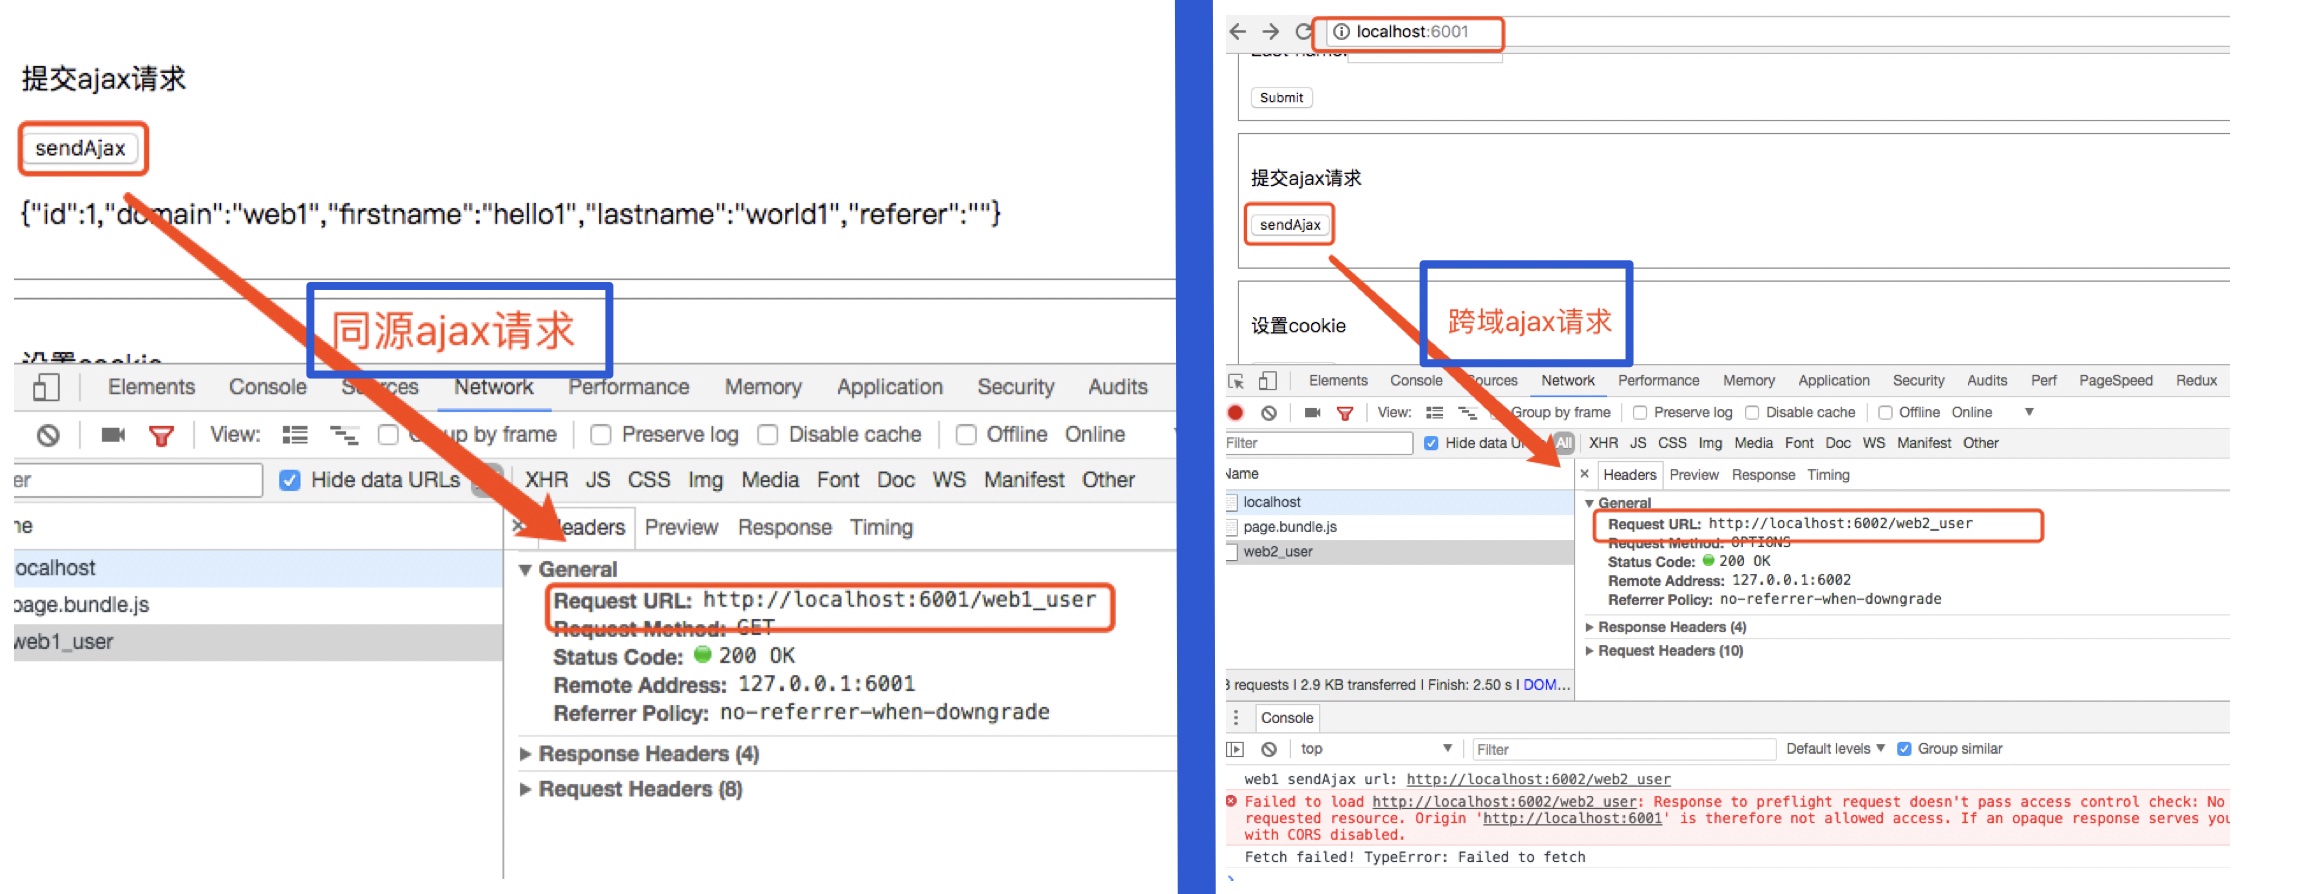 提交ajax请求
sendAjax
{"id":1,"domain":"web1","firstname":"hello1","lastname":"world1","referer":""}
同源ajax请求
设置cookie
Elements Console Sources Network Performance Memory Application Security Audits
View: Group by frame Preserve log Disable cache Offline Online
er Hide data URLs XHR JS CSS Img Media Font Doc WS Manifest Other
ne
× Headers Preview Response Timing
ocalhost
page.bundle.js
web1_user
▼ General
Request URL: http://localhost:6001/web1_user
Request Method: GET
Status Code: 200 OK
Remote Address: 127.0.0.1:6001
Referrer Policy: no-referrer-when-downgrade
▶ Response Headers (4)
▶ Request Headers (8)
localhost:6001
Last name:
Submit
提交ajax请求
sendAjax
跨域ajax请求
设置cookie
Elements Console Sources Network Performance Memory Application Security Audits Perf PageSpeed Redux
View: Group by frame Preserve log Disable cache Offline Online ▼
Filter Hide data All XHR JS CSS Img Media Font Doc WS Manifest Other
Name
× Headers Preview Response Timing
localhost
page.bundle.js
web2_user
▼ General
Request URL: http://localhost:6002/web2_user
Request Method: OPTIONS
Status Code: 200 OK
Remote Address: 127.0.0.1:6002
Referrer Policy: no-referrer-when-downgrade
▶ Response Headers (4)
▶ Request Headers (10)
3 requests | 2.9 KB transferred | Finish: 2.50 s | DOM...
Console
top ▼ Filter Default levels ▼ Group similar
web1 sendAjax url: http://localhost:6002/web2_user
Failed to load http://localhost:6002/web2_user: Response to preflight request doesn't pass access control check: No
requested resource. Origin 'http://localhost:6001' is therefore not allowed access. If an opaque response serves you
with CORS disabled.
Fetch failed! TypeError: Failed to fetch